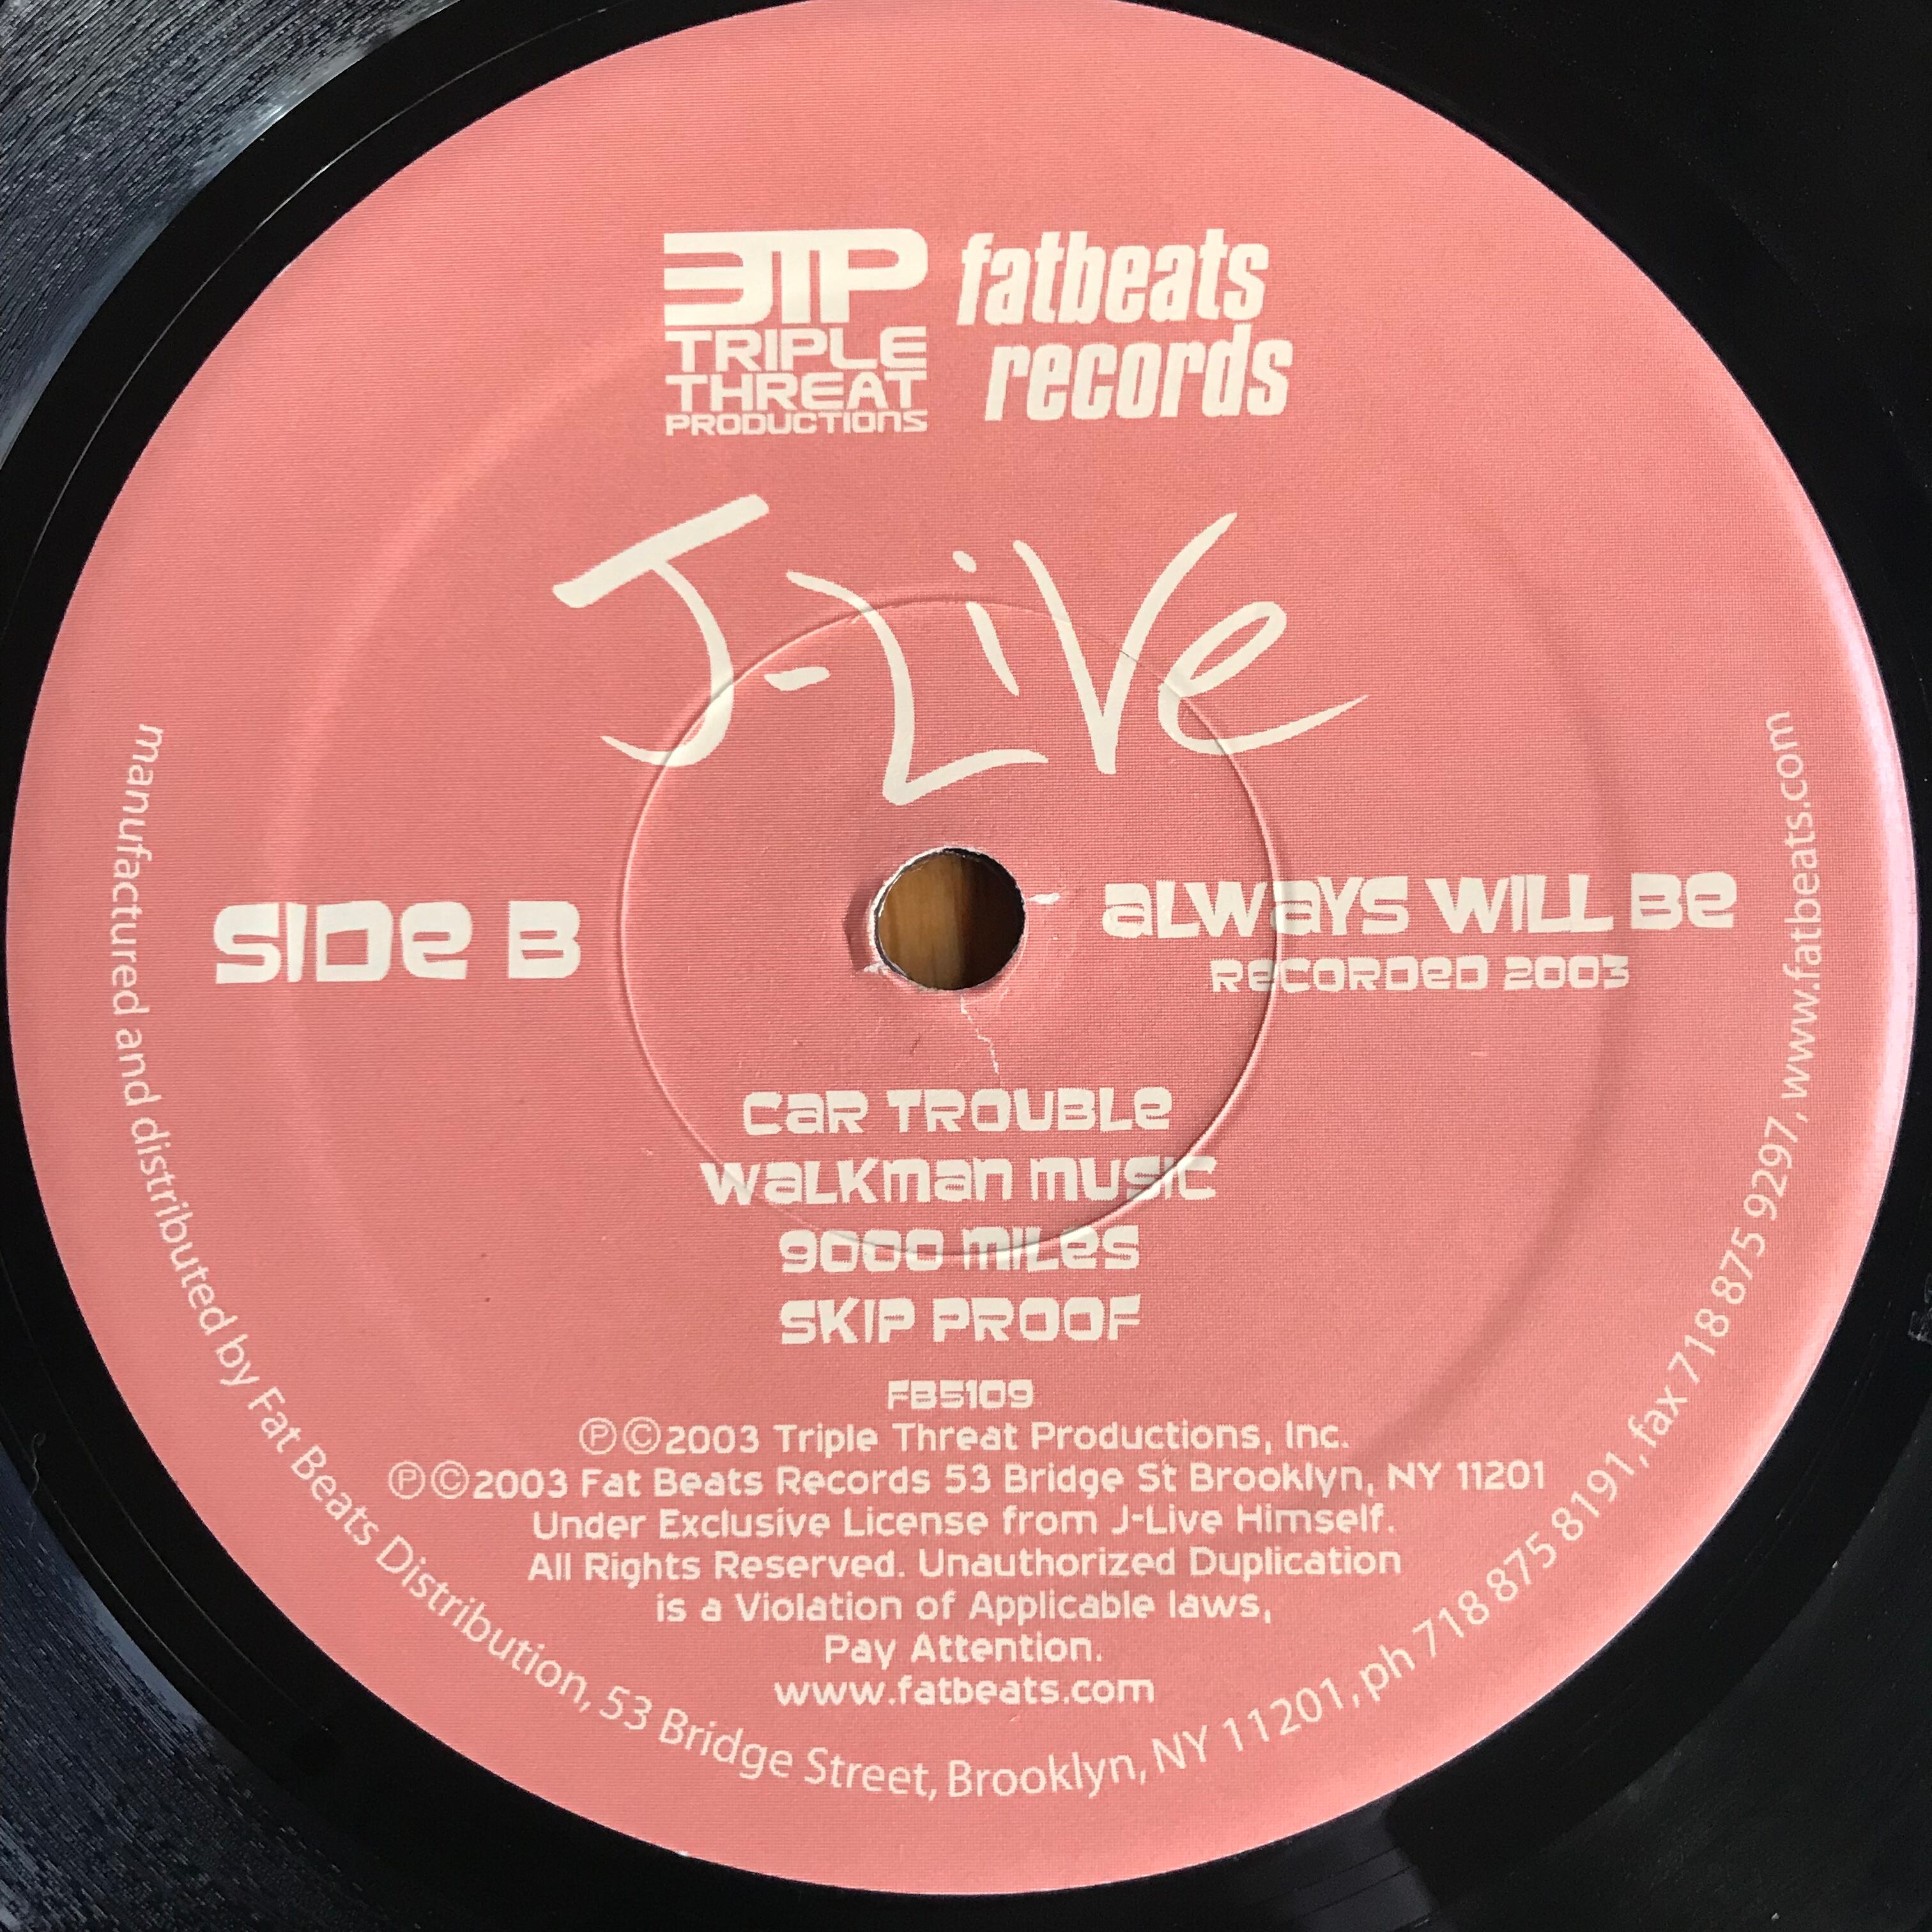 3TP
TRIPLE
THREAT
PRODUCTIONS
fatbeats
records
J-Live
SIDE B
ALWAYS WILL BE
RECORDED 2003
CAR TROUBLE
WALKMAN MUSIC
9000 MILES
SKIP PROOF
FB5109
Ⓟ©2003 Triple Threat Productions, Inc.
Ⓟ©2003 Fat Beats Records 53 Bridge St Brooklyn, NY 11201
Under Exclusive License from J-Live Himself.
All Rights Reserved. Unauthorized Duplication
is a Violation of Applicable laws,
Pay Attention.
www.fatbeats.com
manufactured and distributed by Fat Beats Distribution, 53 Bridge Street, Brooklyn, NY 11201, ph 718 875 8191, fax 718 875 9297, www.fatbeats.com